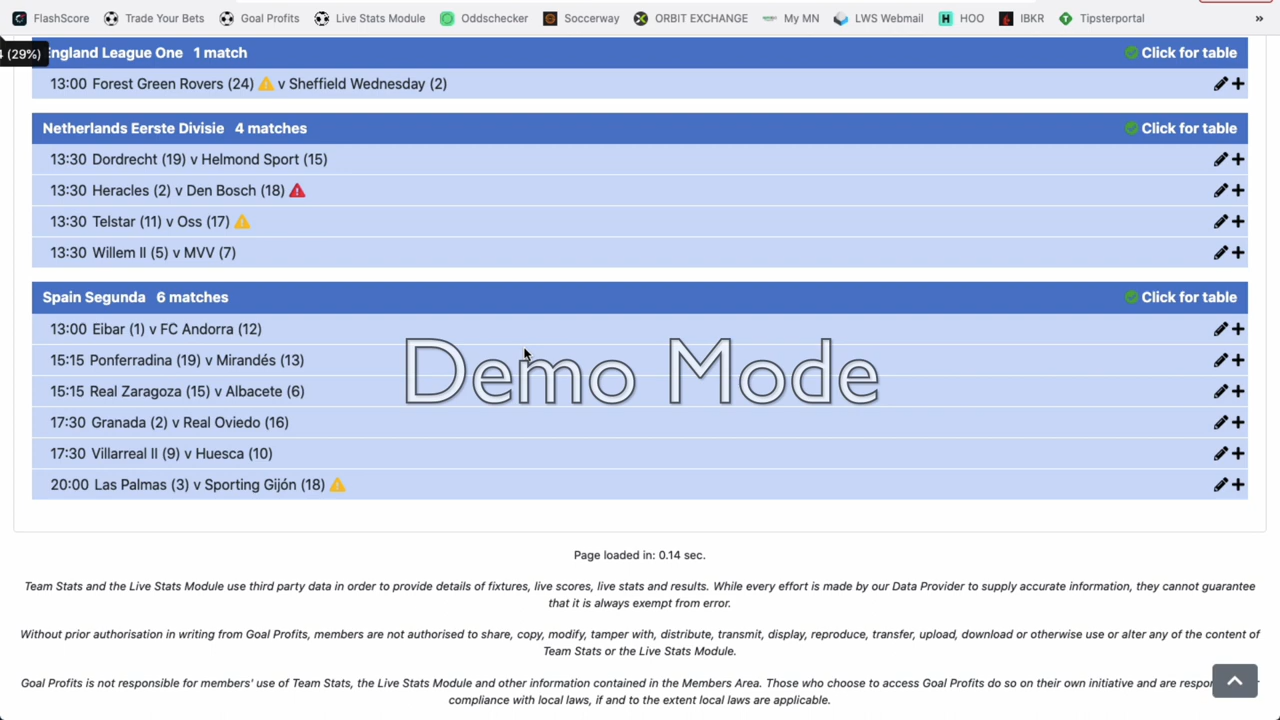 FlashScore Trade Your Bets Goal Profits Live Stats Module Oddschecker Soccerway ORBIT EXCHANGE My MN LWS Webmail HOO IBKR Tipsterportal »
(29%)
England League One 1 match Click for table
13:00 Forest Green Rovers (24) v Sheffield Wednesday (2)
Netherlands Eerste Divisie 4 matches Click for table
13:30 Dordrecht (19) v Helmond Sport (15)
13:30 Heracles (2) v Den Bosch (18)
13:30 Telstar (11) v Oss (17)
13:30 Willem II (5) v MVV (7)
Spain Segunda 6 matches Click for table
13:00 Eibar (1) v FC Andorra (12)
15:15 Ponferradina (19) v Mirandés (13)
15:15 Real Zaragoza (15) v Albacete (6)
Demo Mode
17:30 Granada (2) v Real Oviedo (16)
17:30 Villarreal II (9) v Huesca (10)
20:00 Las Palmas (3) v Sporting Gijón (18)
Page loaded in: 0.14 sec.
Team Stats and the Live Stats Module use third party data in order to provide details of fixtures, live scores, live stats and results. While every effort is made by our Data Provider to supply accurate information, they cannot guarantee
that it is always exempt from error.
Without prior authorisation in writing from Goal Profits, members are not authorised to share, copy, modify, tamper with, distribute, transmit, display, reproduce, transfer, upload, download or otherwise use or alter any of the content of
Team Stats or the Live Stats Module.
Goal Profits is not responsible for members' use of Team Stats, the Live Stats Module and other information contained in the Members Area. Those who choose to access Goal Profits do so on their own initiative and are
compliance with local laws, if and to the extent local laws are applicable.